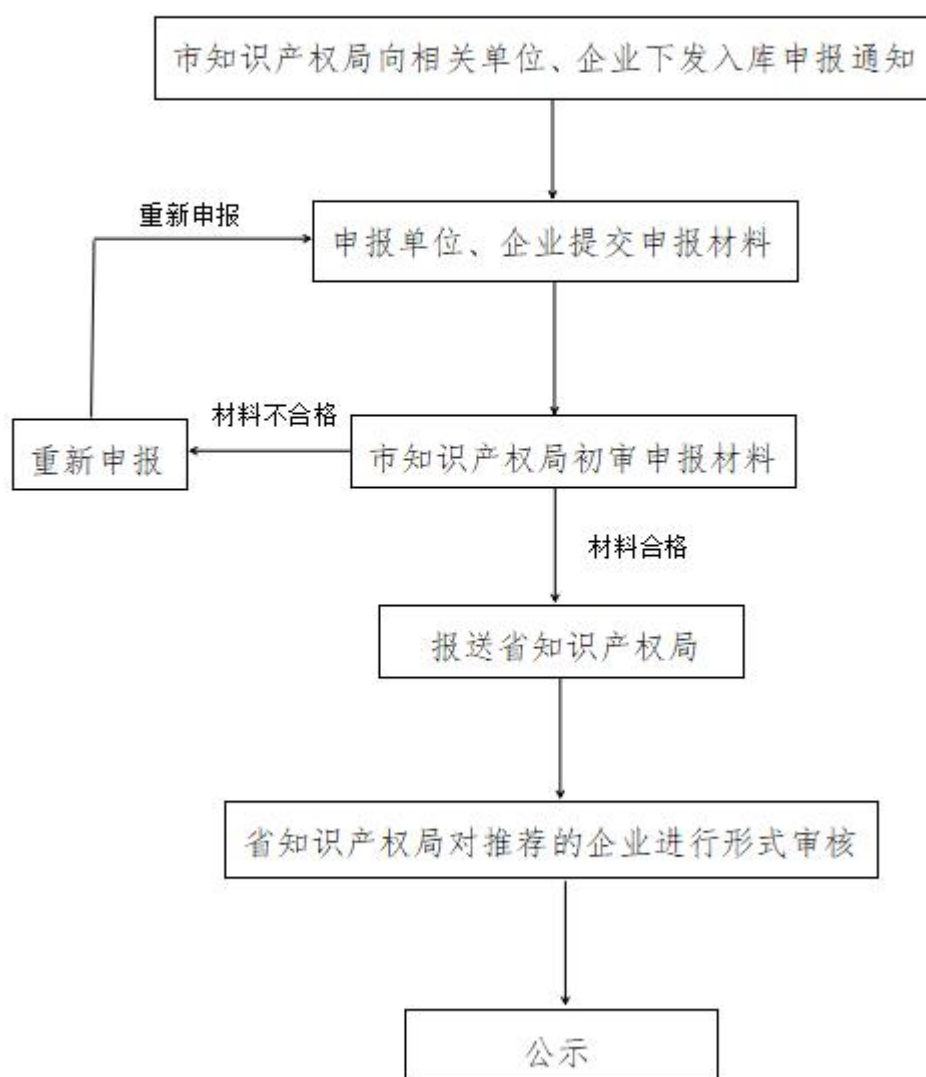 市知识产权局向相关单位、企业下发入库申报通知
重新申报
申报单位、企业提交申报材料
材料不合格
重新申报
市知识产权局初审申报材料
材料合格
报送省知识产权局
省知识产权局对推荐的企业进行形式审核
公示